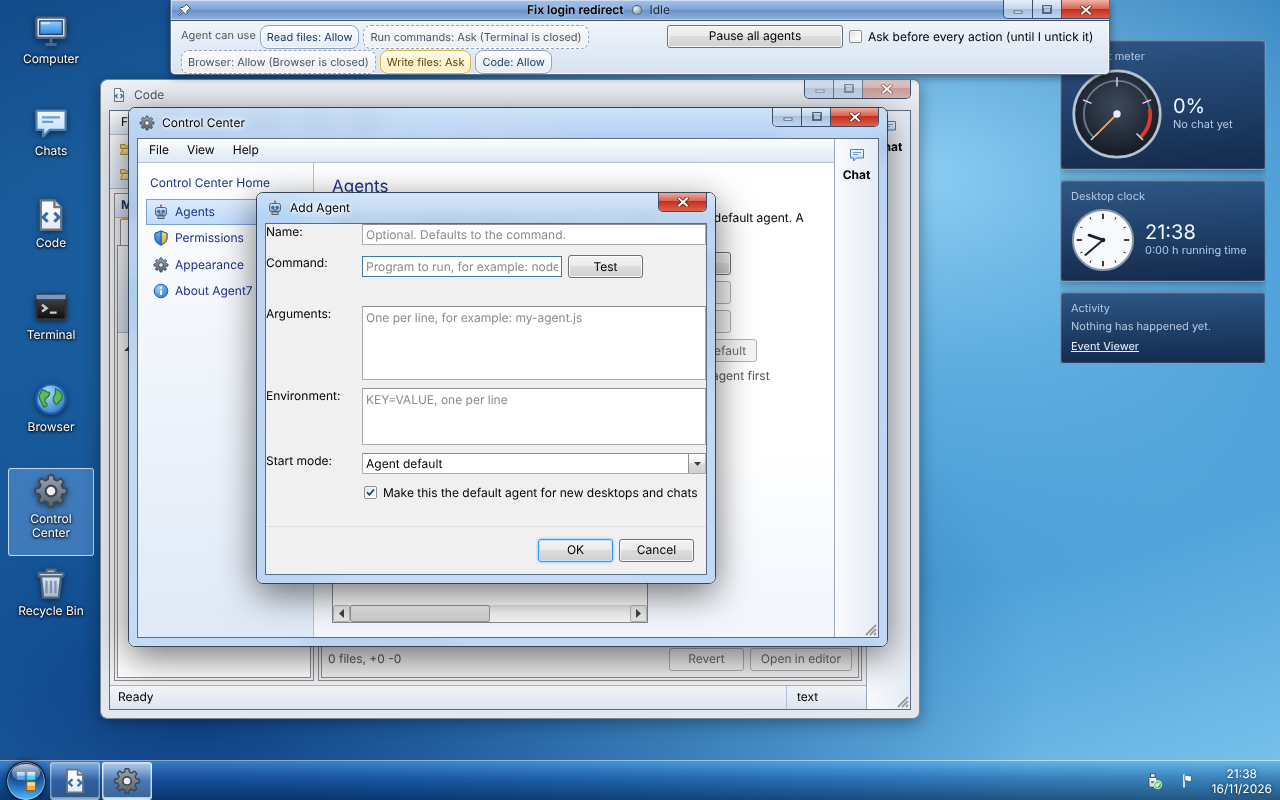 Fix login redirect Idle
Agent can use Read files: Allow Run commands: Ask (Terminal is closed) Pause all agents Ask before every action (until I untick it)
Browser: Allow (Browser is closed) Write files: Ask Code: Allow
Computer
Chats
Code
Terminal
Browser
Control Center
Recycle Bin
meter
0%
No chat yet
Desktop clock
21:38
0:00 h running time
Activity
Nothing has happened yet.
Event Viewer
Code
Control Center
File View Help
Chat
Control Center Home
Agents
Permissions
Appearance
About Agent7
Agents
default agent. A
agent first
Add Agent
Name: Optional. Defaults to the command.
Command: Program to run, for example: node
Test
Arguments: One per line, for example: my-agent.js
Environment: KEY=VALUE, one per line
Start mode: Agent default
Make this the default agent for new desktops and chats
OK Cancel
0 files, +0 -0 Revert Open in editor
Ready text
21:38
16/11/2026